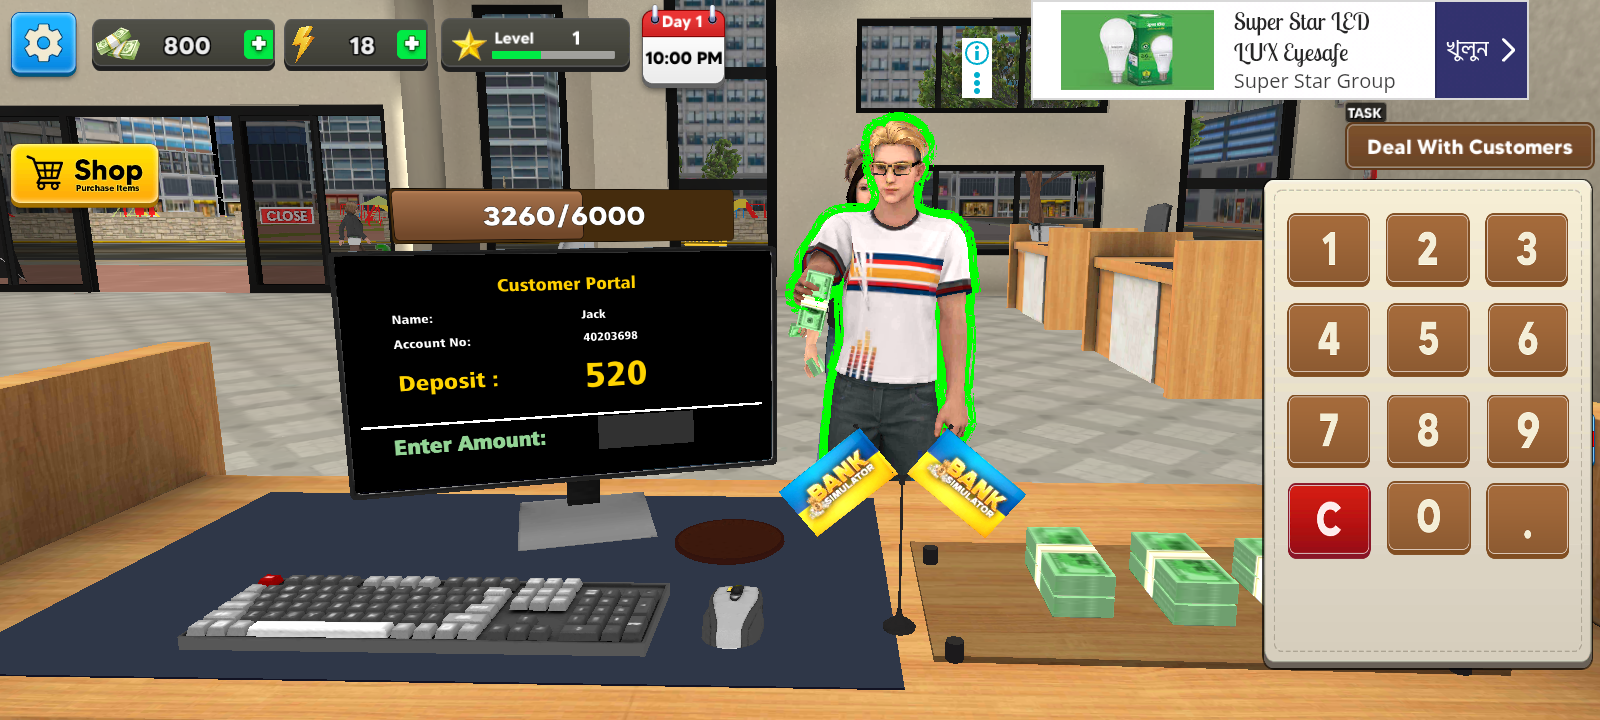 800
18
Level 1
Day 1
10:00 PM
Super Star LED
LUX Eyesafe
Super Star Group
খুলুন
TASK
Deal With Customers
Shop
Purchase Items
CLOSE
3260/6000
Customer Portal
Name: Jack
Account No: 40203698
Deposit : 520
Enter Amount:
BANK
SIMULATOR
BANK
SIMULATOR
1 2 3
4 5 6
7 8 9
C 0 .